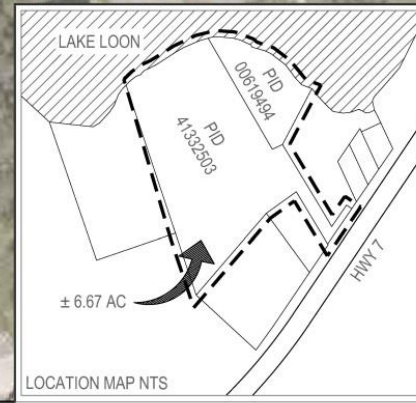 LAKE LOON
PID
00619494
PID
41332503
± 6.67 AC
HWY 7
LOCATION MAP NTS